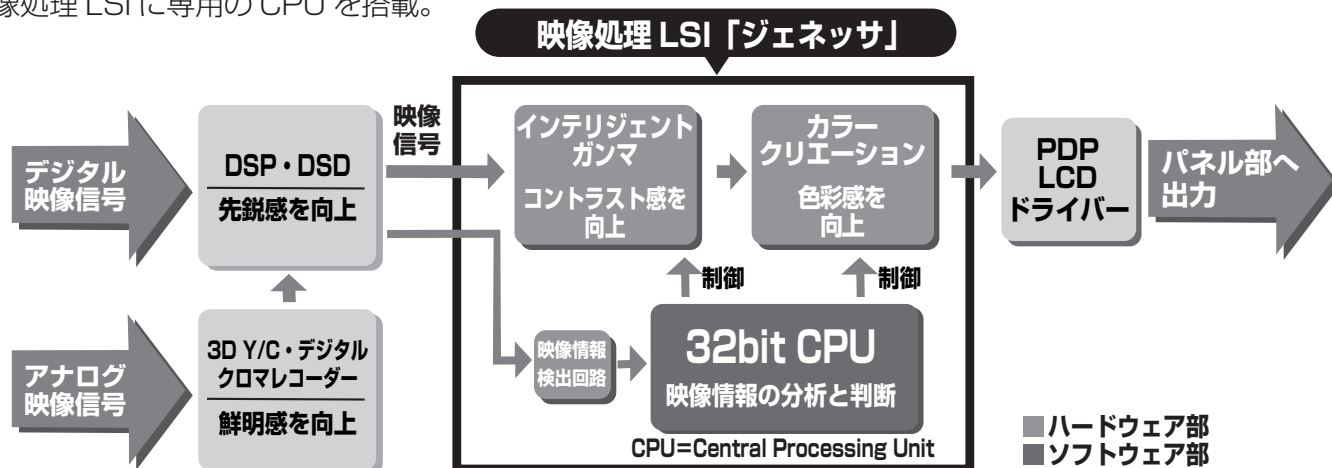 像処理 LSI に専用の CPU を搭載。
映像処理 LSI「ジェネッサ」
デジタル
映像信号
DSP・DSD
先鋭感を向上
映像
信号
インテリジェント
ガンマ
コントラスト感を
向上
カラー
クリエーション
色彩感を
向上
PDP
LCD
ドライバー
パネル部へ
出力
制御
制御
アナログ
映像信号
3D Y/C・デジタル
クロマレコーダー
鮮明感を向上
映像情報
検出回路
32bit CPU
映像情報の分析と判断
CPU=Central Processing Unit
ハードウェア部
ソフトウェア部